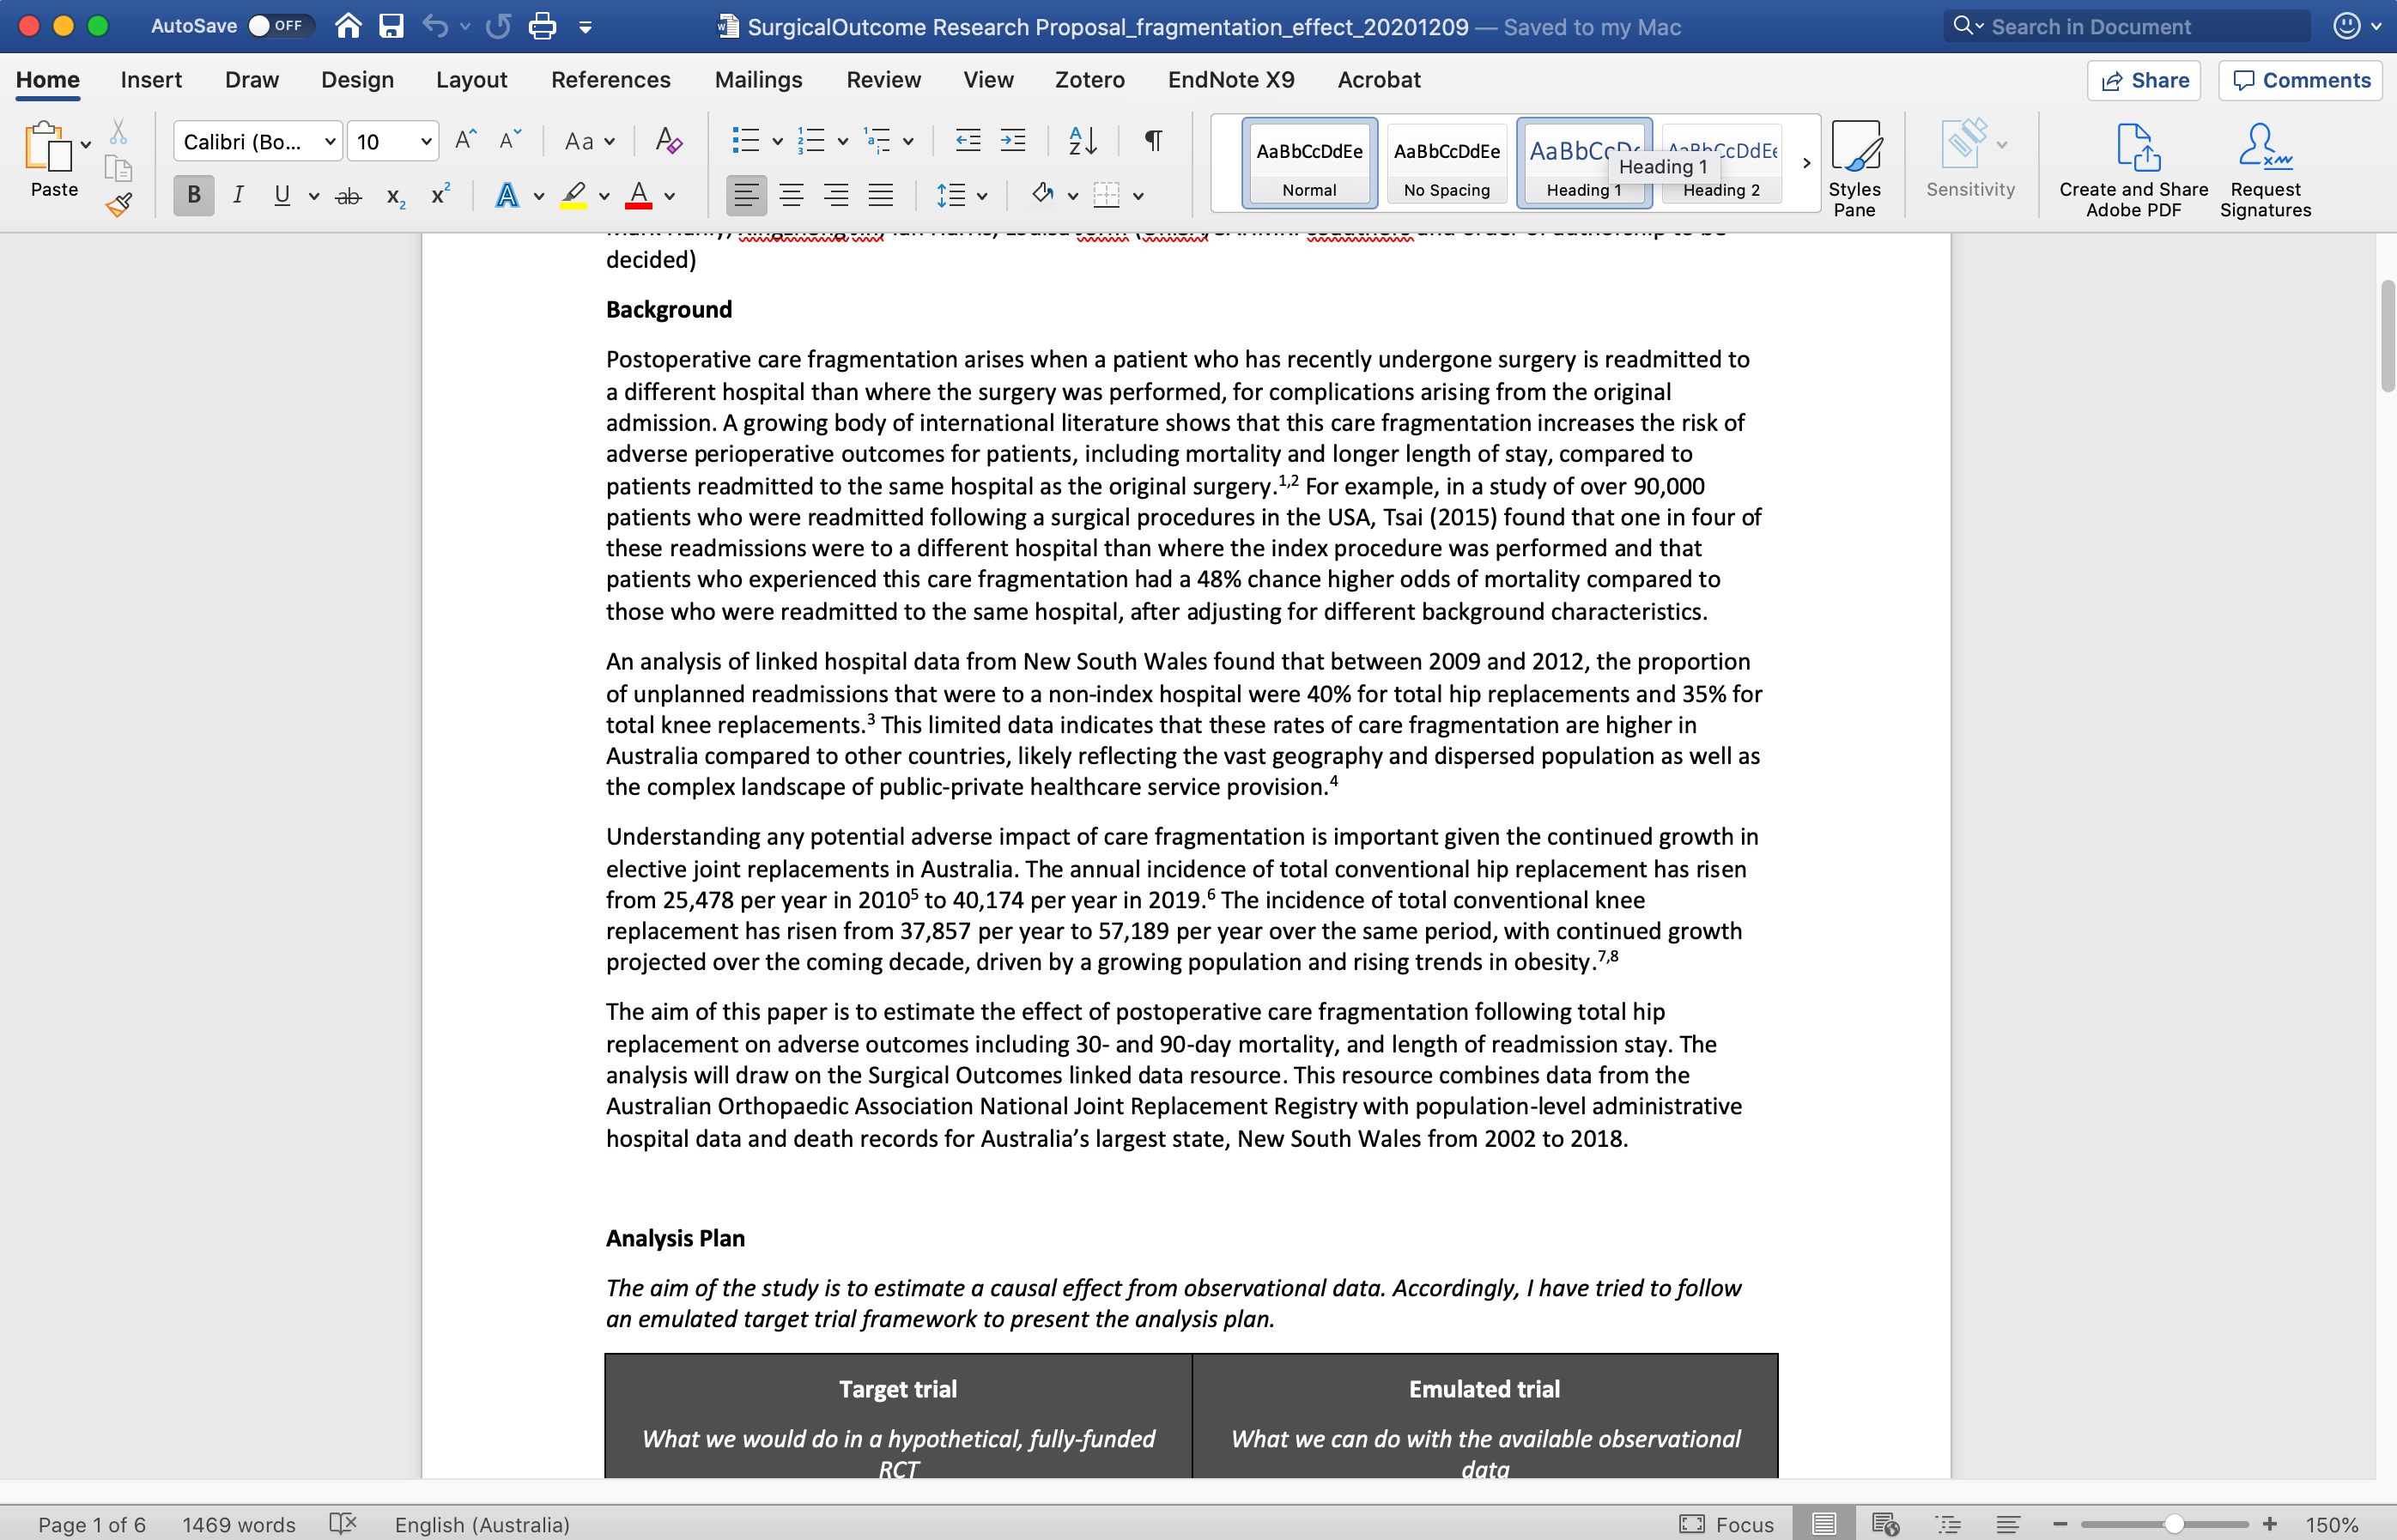 AutoSave OFF SurgicalOutcome Research Proposal_fragmentation_effect_20201209 — Saved to my Mac Search in Document
Home Insert Draw Design Layout References Mailings Review View Zotero EndNote X9 Acrobat Share Comments
Paste
Calibri (Bo... 10
AaBbCcDdEe AaBbCcDdEe
Normal No Spacing Heading 1 Heading 2
Heading 1
Styles
Pane
Sensitivity
Create and Share
Adobe PDF
Request
Signatures
decided)
Background
Postoperative care fragmentation arises when a patient who has recently undergone surgery is readmitted to
a different hospital than where the surgery was performed, for complications arising from the original
admission. A growing body of international literature shows that this care fragmentation increases the risk of
adverse perioperative outcomes for patients, including mortality and longer length of stay, compared to
patients readmitted to the same hospital as the original surgery.1,2 For example, in a study of over 90,000
patients who were readmitted following a surgical procedures in the USA, Tsai (2015) found that one in four of
these readmissions were to a different hospital than where the index procedure was performed and that
patients who experienced this care fragmentation had a 48% chance higher odds of mortality compared to
those who were readmitted to the same hospital, after adjusting for different background characteristics.
An analysis of linked hospital data from New South Wales found that between 2009 and 2012, the proportion
of unplanned readmissions that were to a non-index hospital were 40% for total hip replacements and 35% for
total knee replacements.3 This limited data indicates that these rates of care fragmentation are higher in
Australia compared to other countries, likely reflecting the vast geography and dispersed population as well as
the complex landscape of public-private healthcare service provision.4
Understanding any potential adverse impact of care fragmentation is important given the continued growth in
elective joint replacements in Australia. The annual incidence of total conventional hip replacement has risen
from 25,478 per year in 20105 to 40,174 per year in 2019.6 The incidence of total conventional knee
replacement has risen from 37,857 per year to 57,189 per year over the same period, with continued growth
projected over the coming decade, driven by a growing population and rising trends in obesity.7,8
The aim of this paper is to estimate the effect of postoperative care fragmentation following total hip
replacement on adverse outcomes including 30- and 90-day mortality, and length of readmission stay. The
analysis will draw on the Surgical Outcomes linked data resource. This resource combines data from the
Australian Orthopaedic Association National Joint Replacement Registry with population-level administrative
hospital data and death records for Australia’s largest state, New South Wales from 2002 to 2018.
Analysis Plan
The aim of the study is to estimate a causal effect from observational data. Accordingly, I have tried to follow
an emulated target trial framework to present the analysis plan.
Target trial
What we would do in a hypothetical, fully-funded
RCT
Emulated trial
What we can do with the available observational
data
Page 1 of 6 1469 words English (Australia) Focus 150%